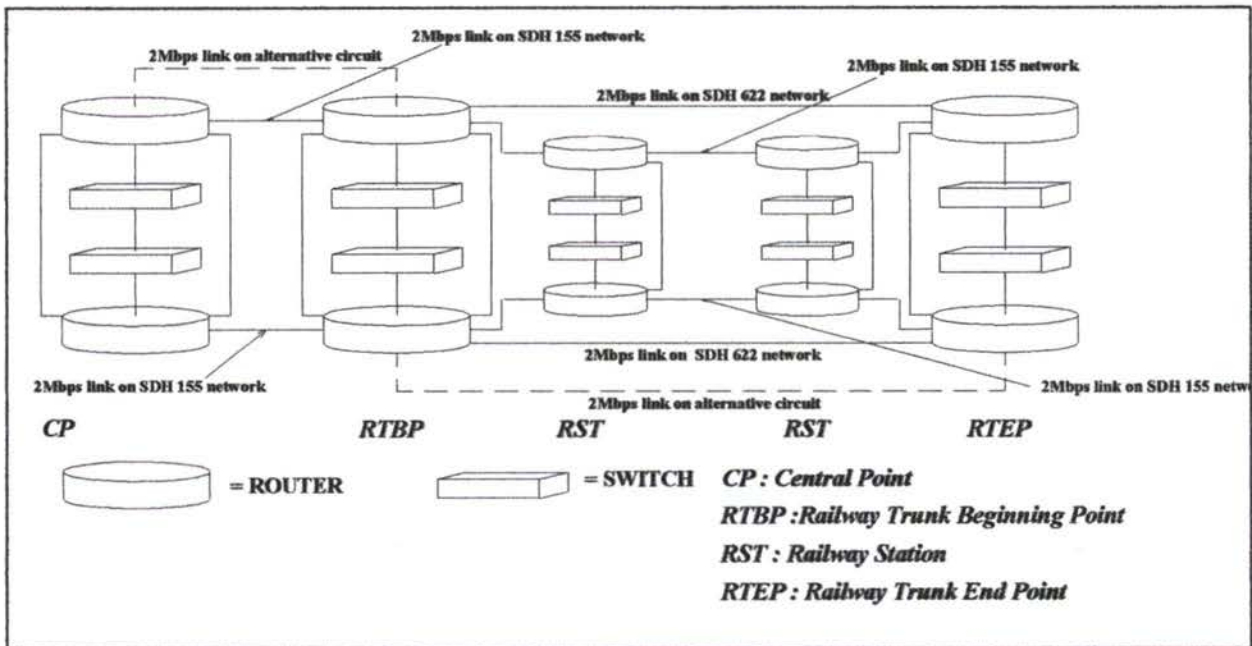 2Mbps link on SDH 155 network
2Mbps link on alternative circuit
2Mbps link on SDH 155 network
2Mbps link on SDH 622 network
2Mbps link on SDH 622 network
2Mbps link on SDH 155 network
2Mbps link on SDH 155 netw
2Mbps link on alternative circuit
CP RTBP RST RST RTEP
= ROUTER = SWITCH CP : Central Point
RTBP :Railway Trunk Beginning Point
RST : Railway Station
RTEP : Railway Trunk End Point